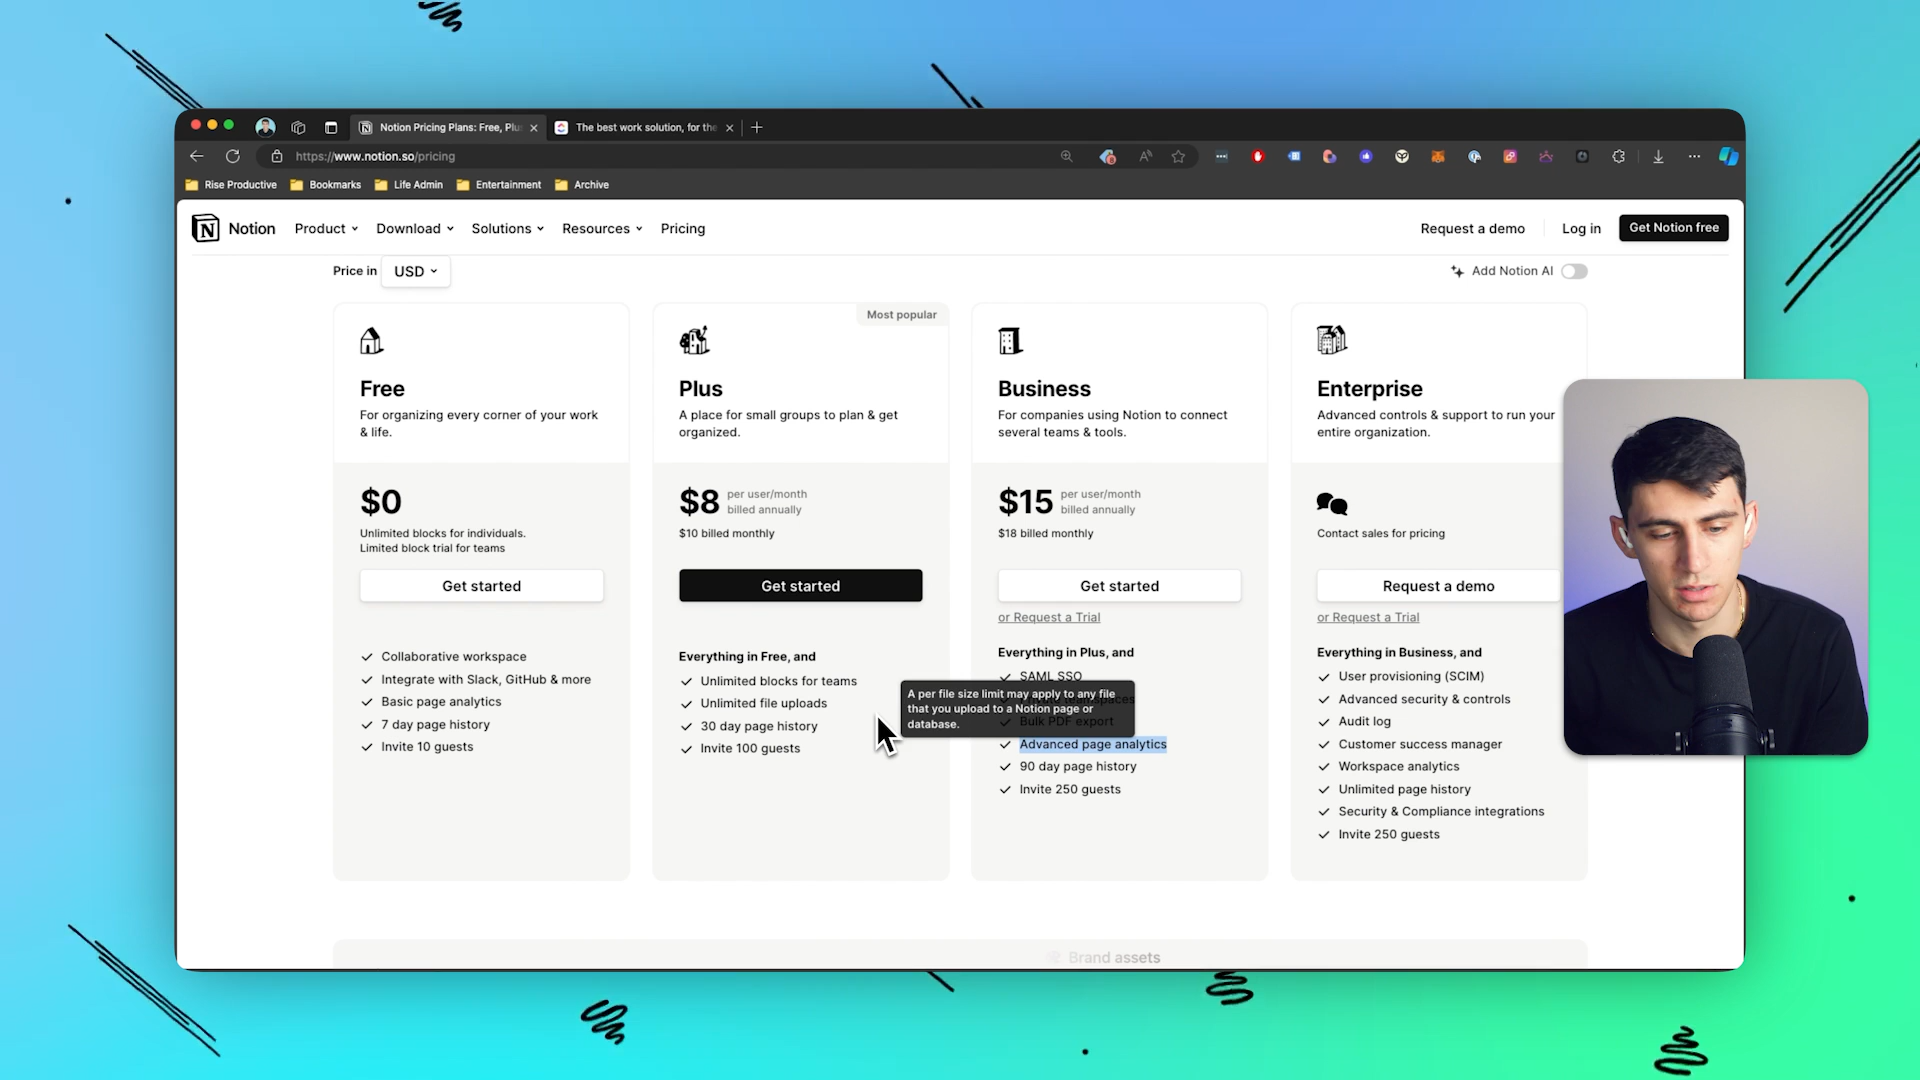 Notion Pricing Plans: Free, Plu
The best work solution, for the
https://www.notion.so/pricing
Rise Productive
Bookmarks
Life Admin
Entertainment
Archive
Notion
Product
Download
Solutions
Resources
Pricing
Request a demo
Log in
Get Notion free
Price in
USD
Add Notion AI
Free
For organizing every corner of your work
& life.
$0
Unlimited blocks for individuals.
Limited block trial for teams
Get started
Collaborative workspace
Integrate with Slack, GitHub & more
Basic page analytics
7 day page history
Invite 10 guests
Most popular
Plus
A place for small groups to plan & get
organized.
$8
per user/month
billed annually
$10 billed monthly
Get started
Everything in Free, and
Unlimited blocks for teams
Unlimited file uploads
30 day page history
Invite 100 guests
A per file size limit may apply to any file
that you upload to a Notion page or
database.
Business
For companies using Notion to connect
several teams & tools.
$15
per user/month
billed annually
$18 billed monthly
Get started
or Request a Trial
Everything in Plus, and
SAML SSO
Private teamspaces
Bulk PDF export
Advanced page analytics
90 day page history
Invite 250 guests
Enterprise
Advanced controls & support to run your
entire organization.
Contact sales for pricing
Request a demo
or Request a Trial
Everything in Business, and
User provisioning (SCIM)
Advanced security & controls
Audit log
Customer success manager
Workspace analytics
Unlimited page history
Security & Compliance integrations
Invite 250 guests
Brand assets